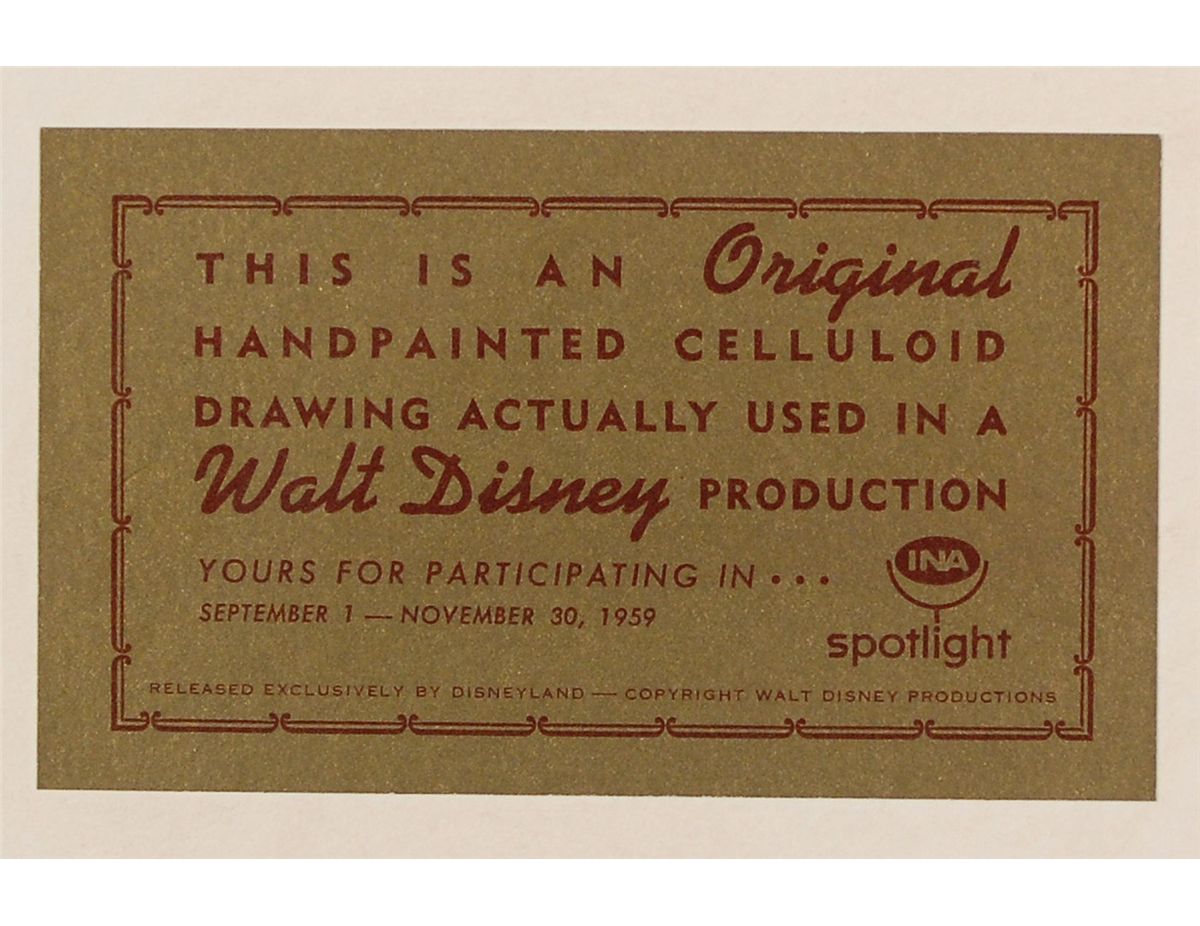 THIS IS AN Original
HANDPAINTED CELLULOID
DRAWING ACTUALLY USED IN A
Walt Disney PRODUCTION
YOURS FOR PARTICIPATING IN...
SEPTEMBER 1 — NOVEMBER 30, 1959
INA
spotlight
RELEASED EXCLUSIVELY BY DISNEYLAND — COPYRIGHT WALT DISNEY PRODUCTIONS